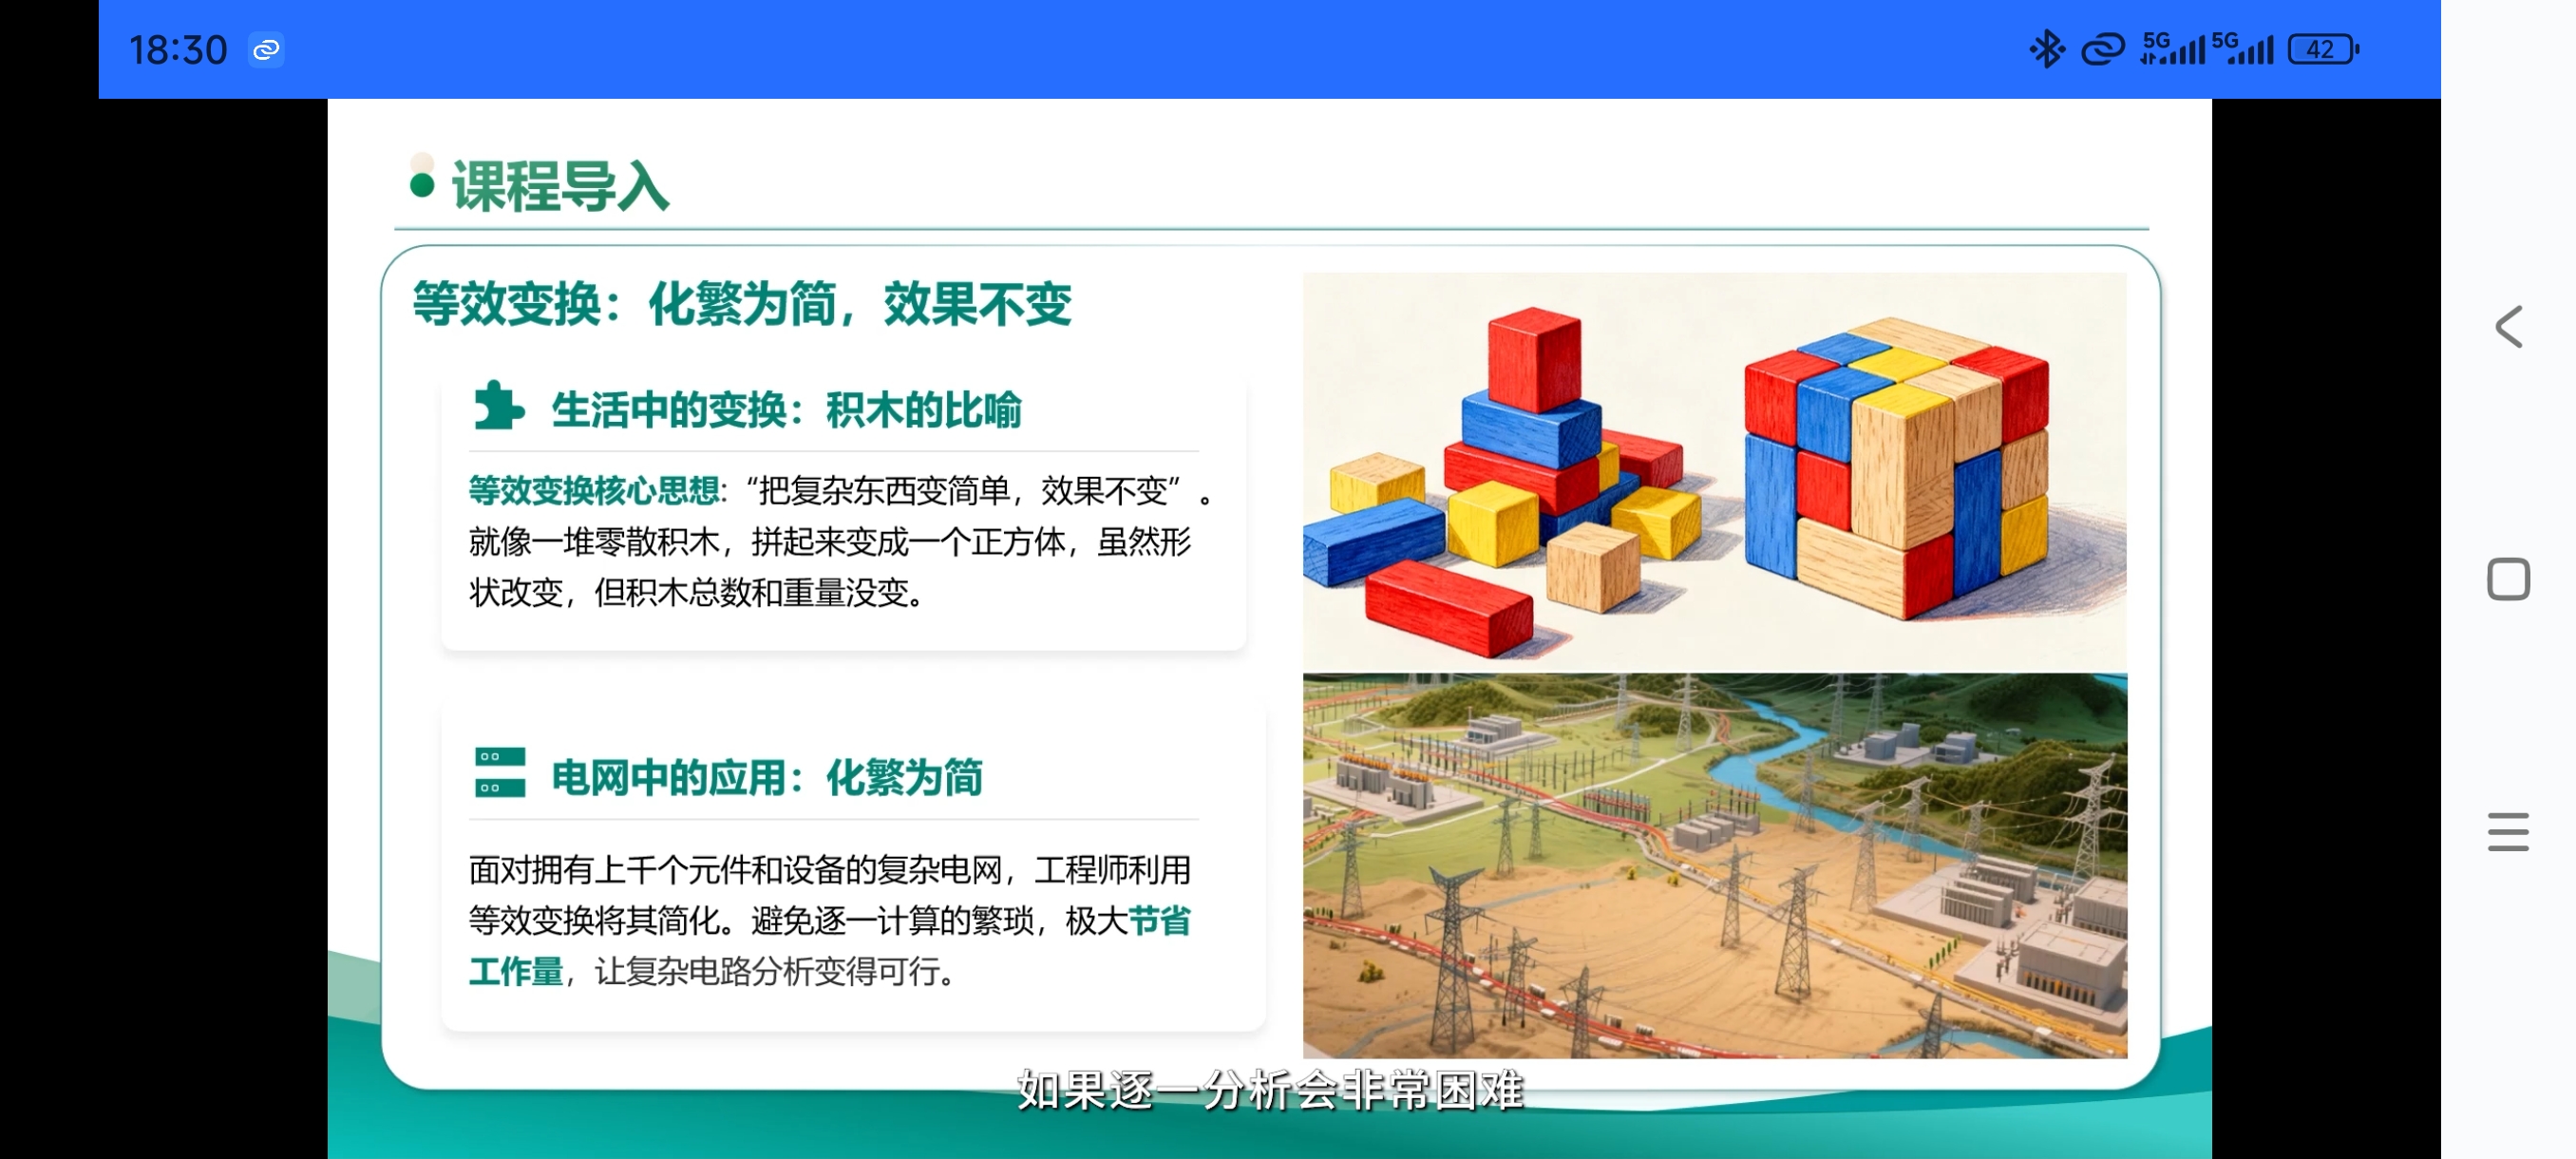 18:30
5G 5G 42
课程导入
等效变换：化繁为简，效果不变
生活中的变换：积木的比喻
等效变换核心思想：“把复杂东西变简单，效果不变”。
就像一堆零散积木，拼起来变成一个正方体，虽然形
状改变，但积木总数和重量没变。
电网中的应用：化繁为简
面对拥有上千个元件和设备的复杂电网，工程师利用
等效变换将其简化。避免逐一计算的繁琐，极大节省
工作量，让复杂电路分析变得可行。
如果逐一分析会非常困难